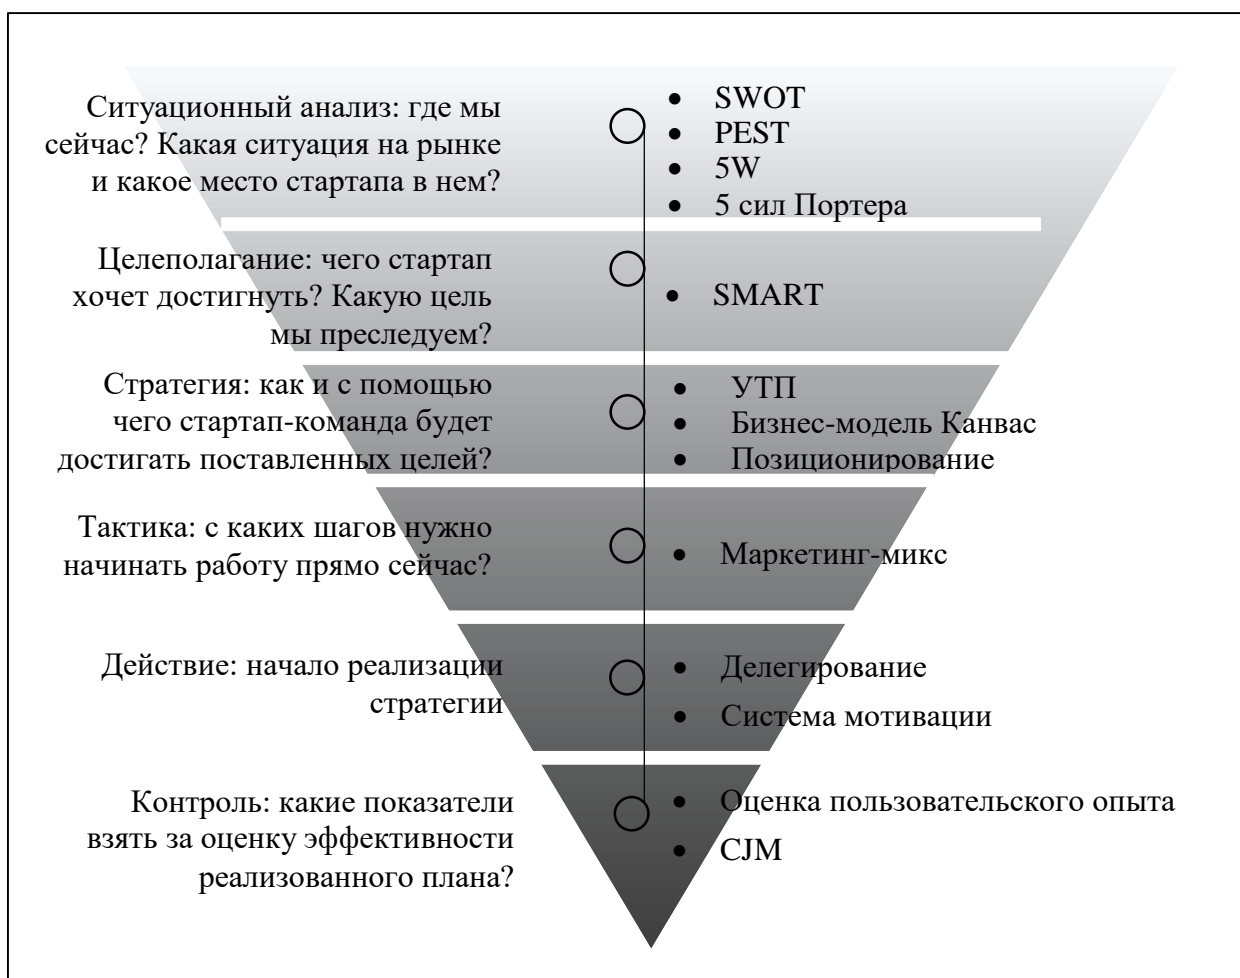 Ситуационный анализ: где мы
сейчас? Какая ситуация на рынке
и какое место стартапа в нем?
• SWOT
• PEST
• 5W
• 5 сил Портера
Целеполагание: чего стартап
хочет достигнуть? Какую цель
мы преследуем?
• SMART
Стратегия: как и с помощью
чего стартап-команда будет
достигать поставленных целей?
• УТП
• Бизнес-модель Канвас
• Позиционирование
Тактика: с каких шагов нужно
начинать работу прямо сейчас?
• Маркетинг-микс
Действие: начало реализации
стратегии
• Делегирование
• Система мотивации
Контроль: какие показатели
взять за оценку эффективности
реализованного плана?
• Оценка пользовательского опыта
• CJM